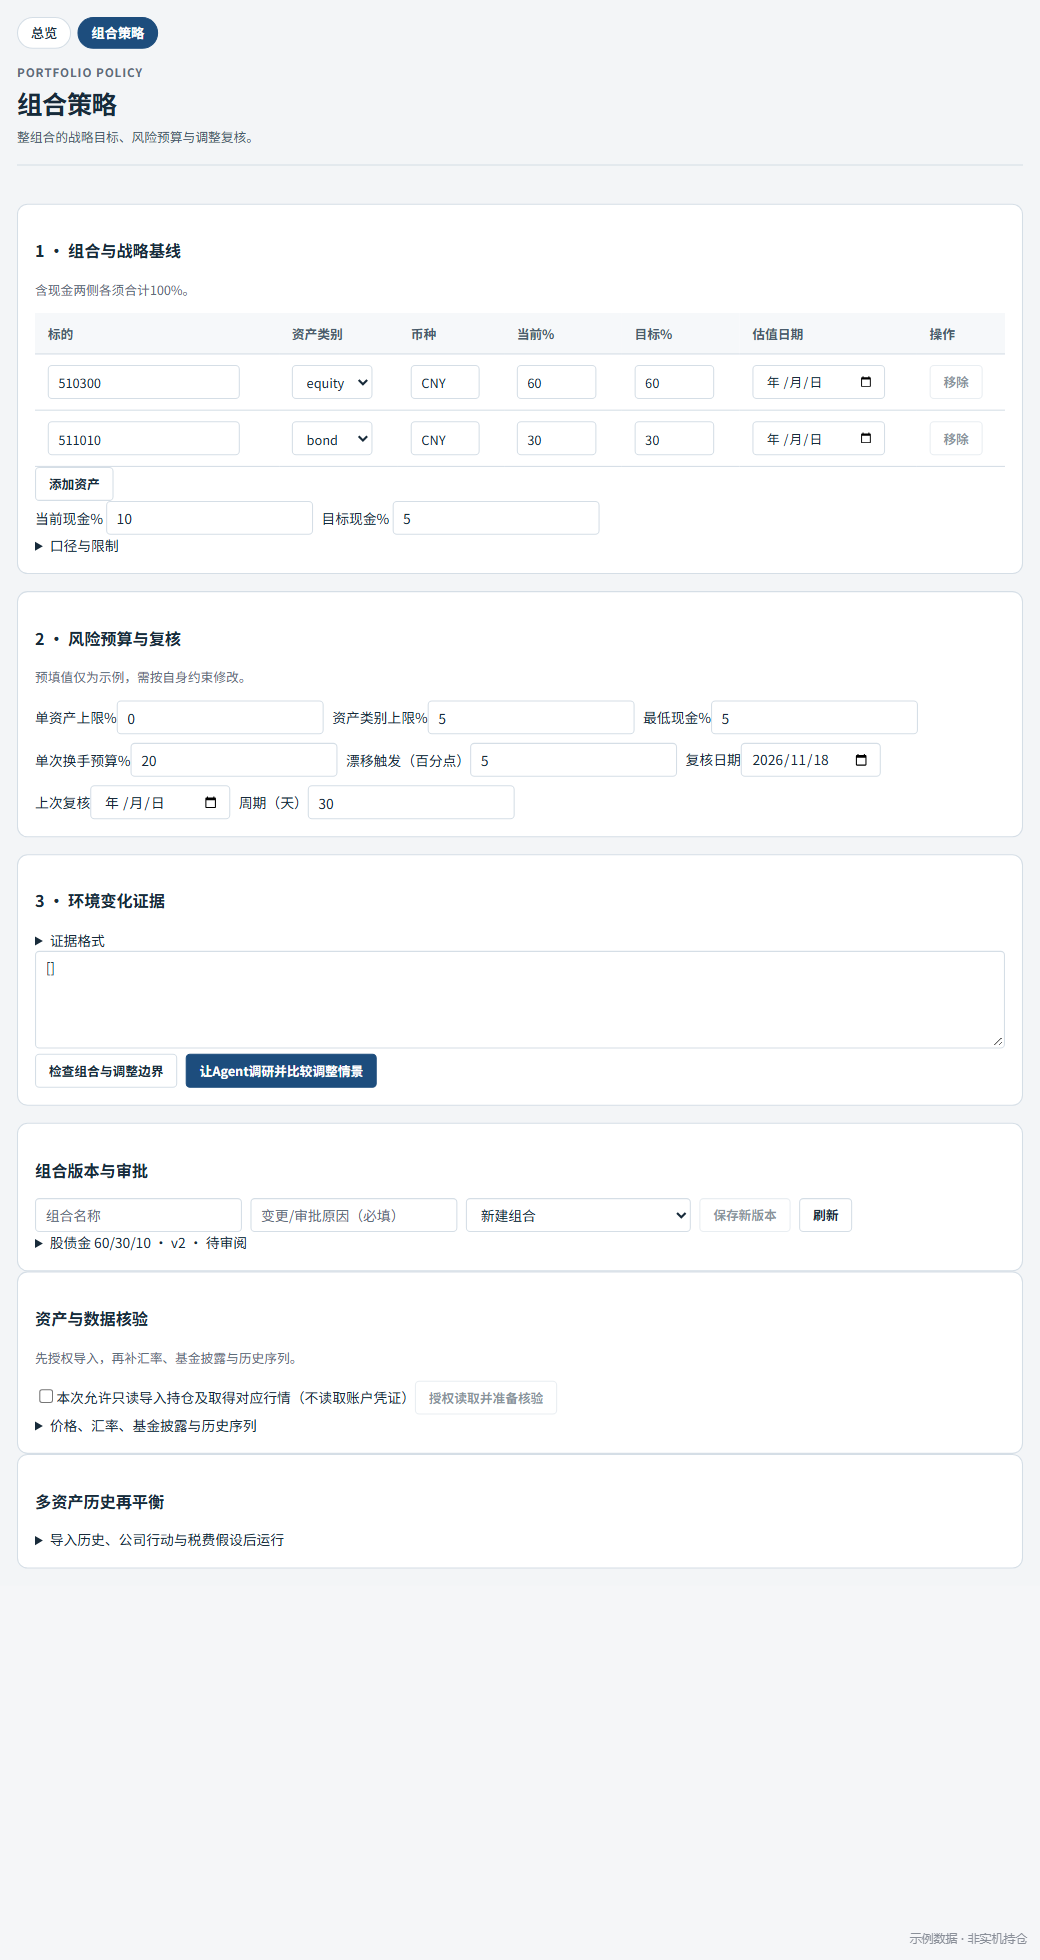 总览 组合策略
PORTFOLIO POLICY
组合策略
整组合的战略目标、风险预算与调整复核。
1 · 组合与战略基线
含现金两侧各须合计100%。
标的 资产类别 币种 当前% 目标% 估值日期 操作
510300 equity CNY 60 60 年/月/日 移除
511010 bond CNY 30 30 年/月/日 移除
添加资产
当前现金% 10 目标现金% 5
▶ 口径与限制
2 · 风险预算与复核
预填值仅为示例，需按自身约束修改。
单资产上限% 0 资产类别上限% 5 最低现金% 5
单次换手预算% 20 漂移触发（百分点） 5 复核日期 2026/11/18
上次复核 年/月/日 周期（天） 30
3 · 环境变化证据
▶ 证据格式
[]
检查组合与调整边界 让Agent调研并比较调整情景
组合版本与审批
组合名称 变更/审批原因（必填） 新建组合 保存新版本 刷新
▶ 股债金 60/30/10 · v2 · 待审阅
资产与数据核验
先授权导入，再补汇率、基金披露与历史序列。
本次允许只读导入持仓及取得对应行情（不读取账户凭证） 授权读取并准备核验
▶ 价格、汇率、基金披露与历史序列
多资产历史再平衡
▶ 导入历史、公司行动与税费假设后运行
示例数据 · 非实机持仓